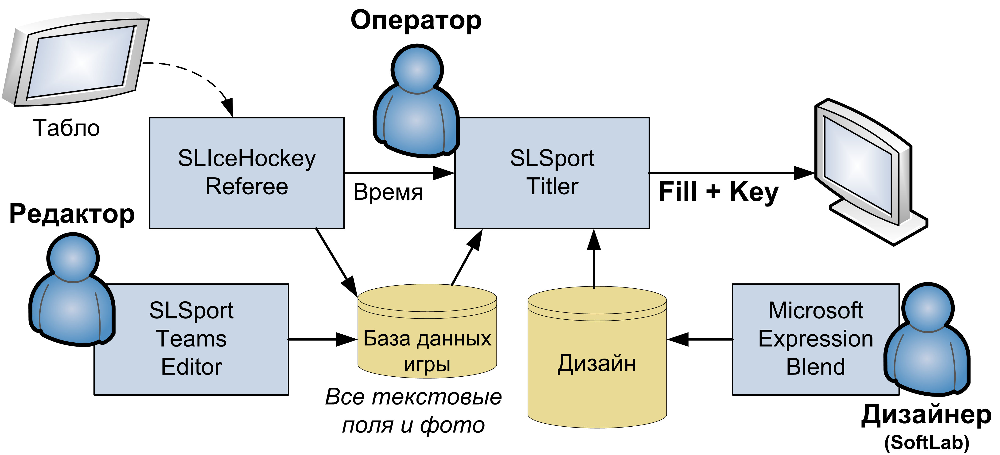 Оператор
Табло
SLIceHockey
Referee
Время
SLSport
Titler
Fill + Key
Редактор
SLSport
Teams
Editor
База данных
игры
Все текстовые
поля и фото
Дизайн
Microsoft
Expression
Blend
Дизайнер
(SoftLab)